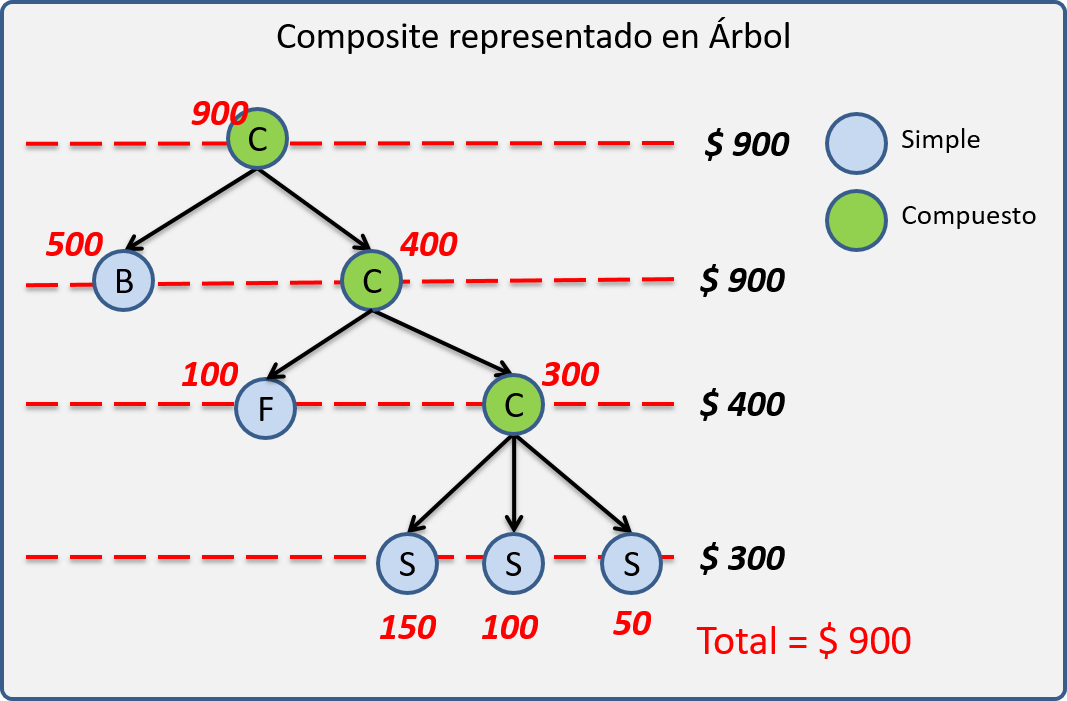 Composite representado en Árbol
900
C
$ 900
Simple
Compuesto
500
B
400
C
$ 900
100
F
300
C
$ 400
S
S
S
$ 300
150
100
50
Total = $ 900